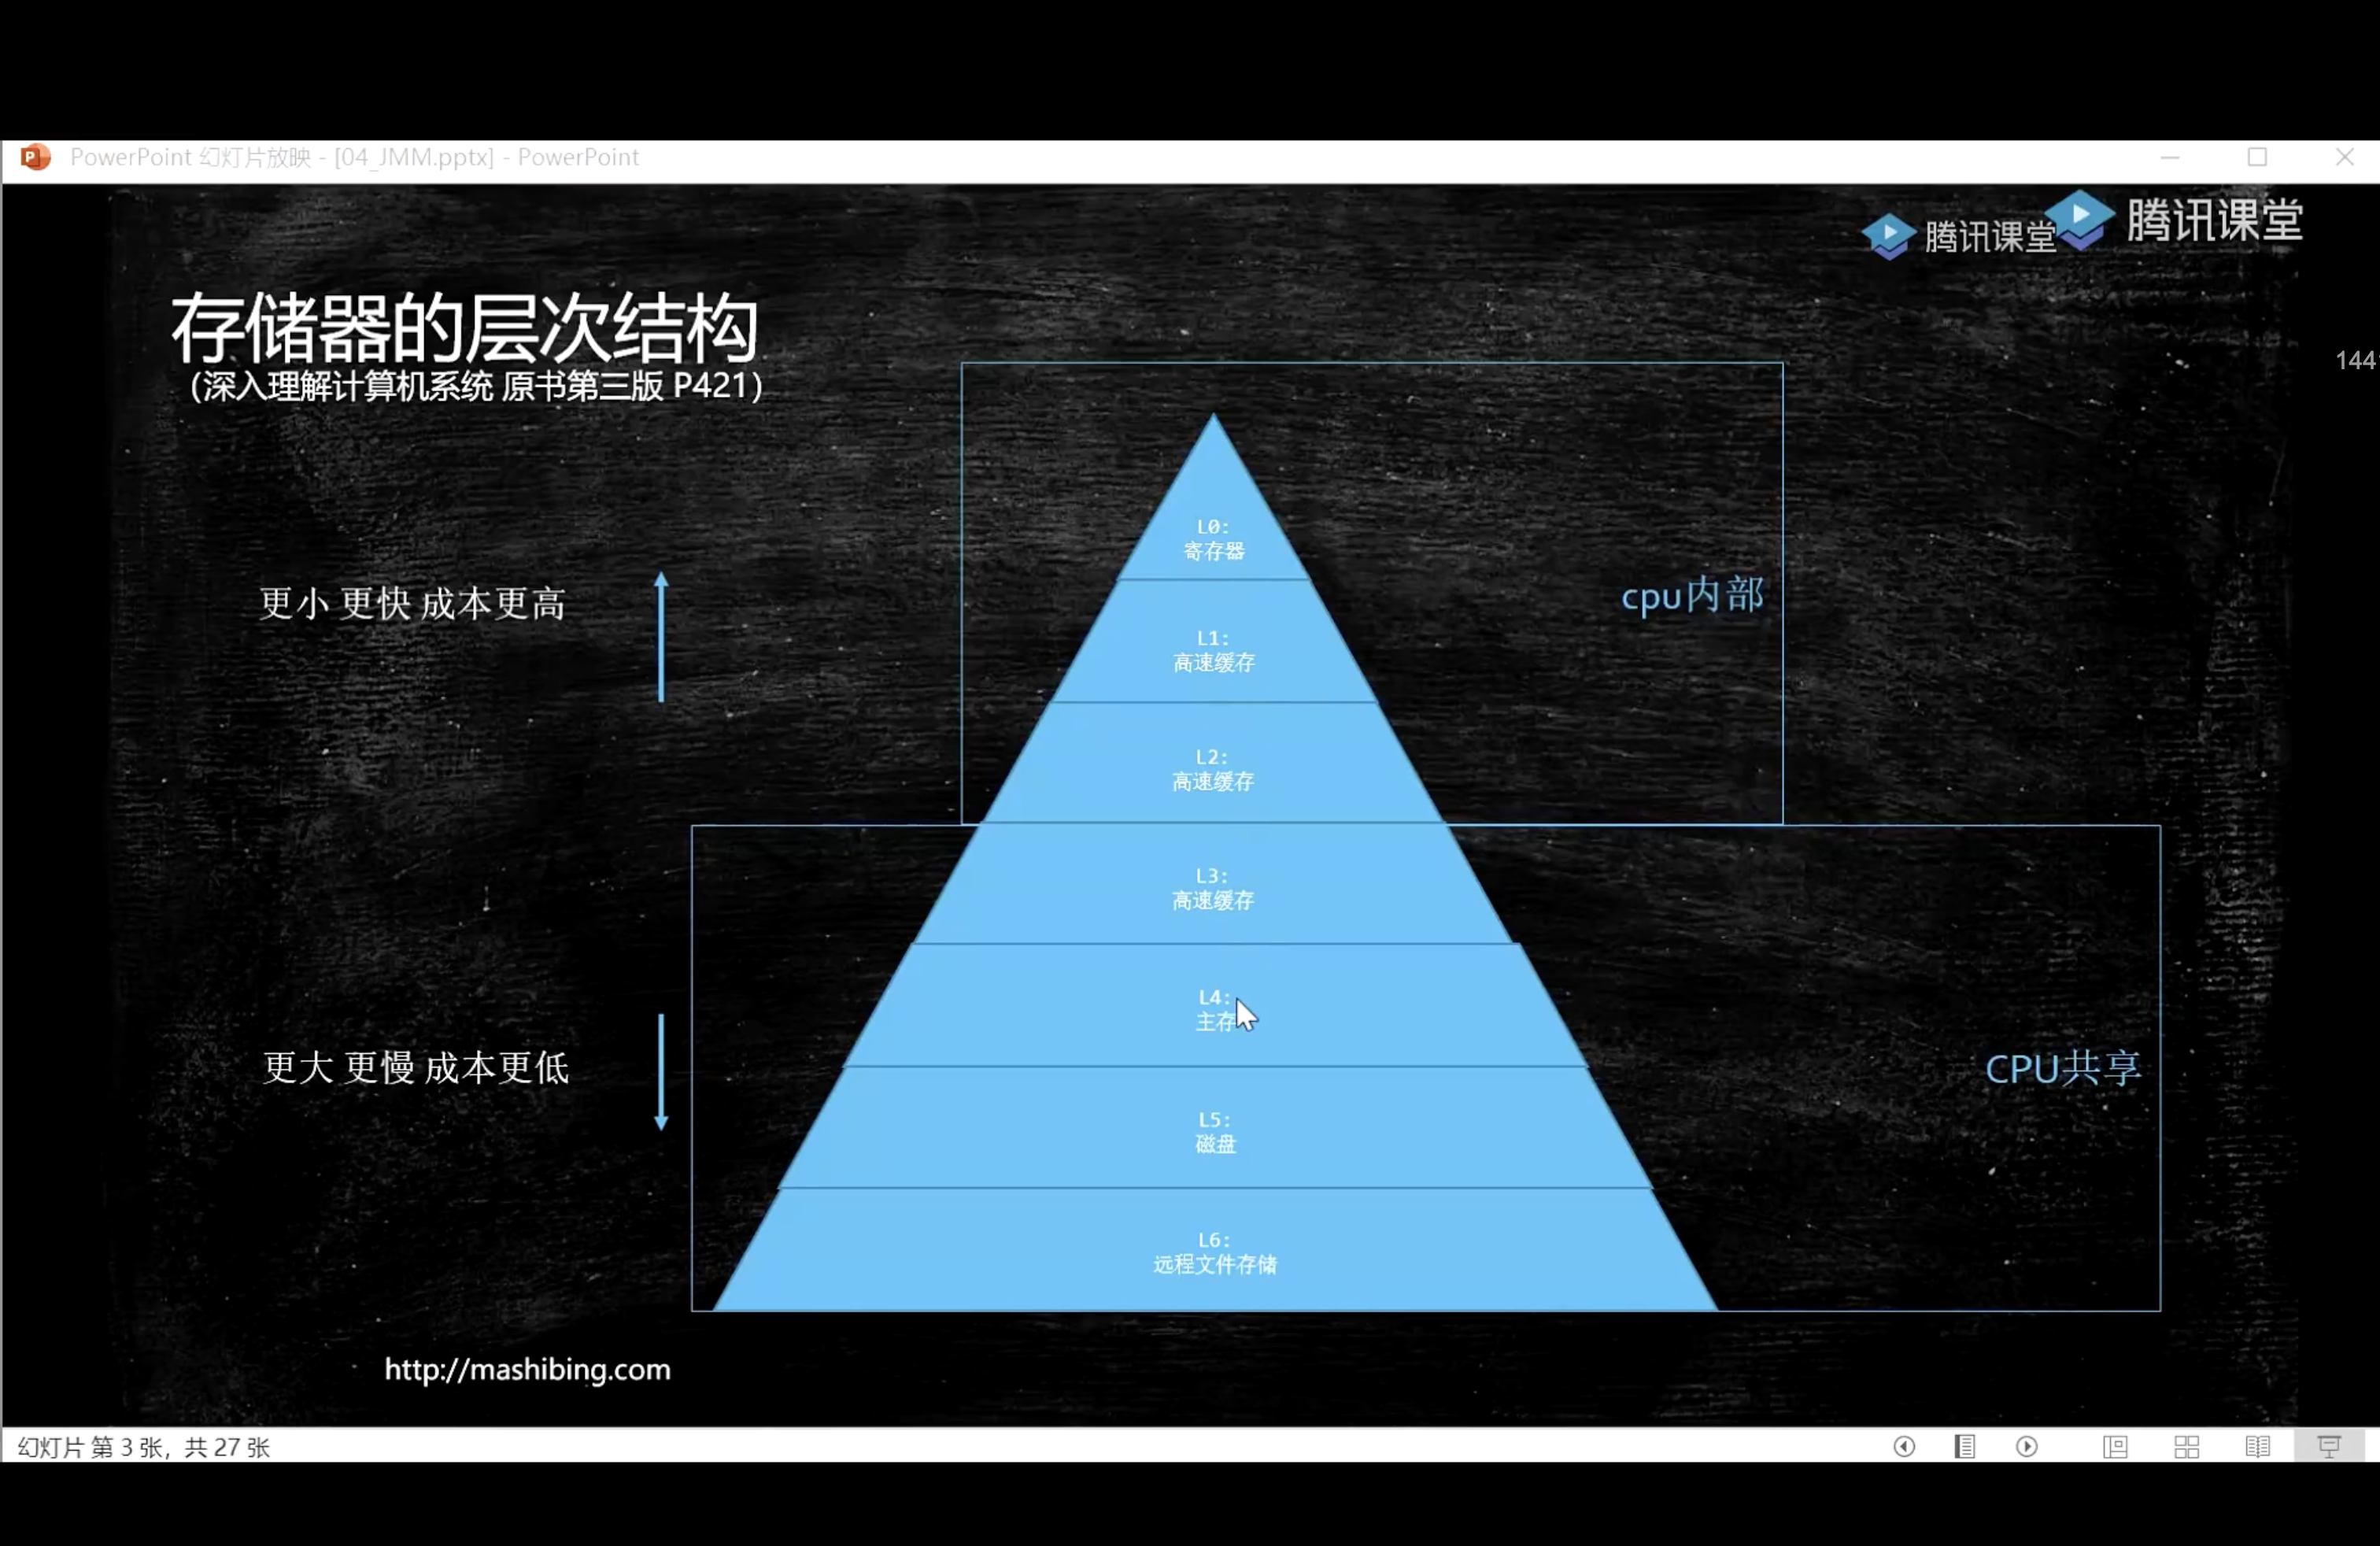 PowerPoint 幻灯片放映 - [04_JMM.pptx] - PowerPoint
腾讯课堂
腾讯课堂
存储器的层次结构
(深入理解计算机系统 原书第三版 P421)
144
L0:
寄存器
更小 更快 成本更高
cpu内部
L1:
高速缓存
L2:
高速缓存
L3:
高速缓存
L4:
主存
更大 更慢 成本更低
CPU共享
L5:
磁盘
L6:
远程文件存储
http://mashibing.com
幻灯片 第 3 张，共 27 张